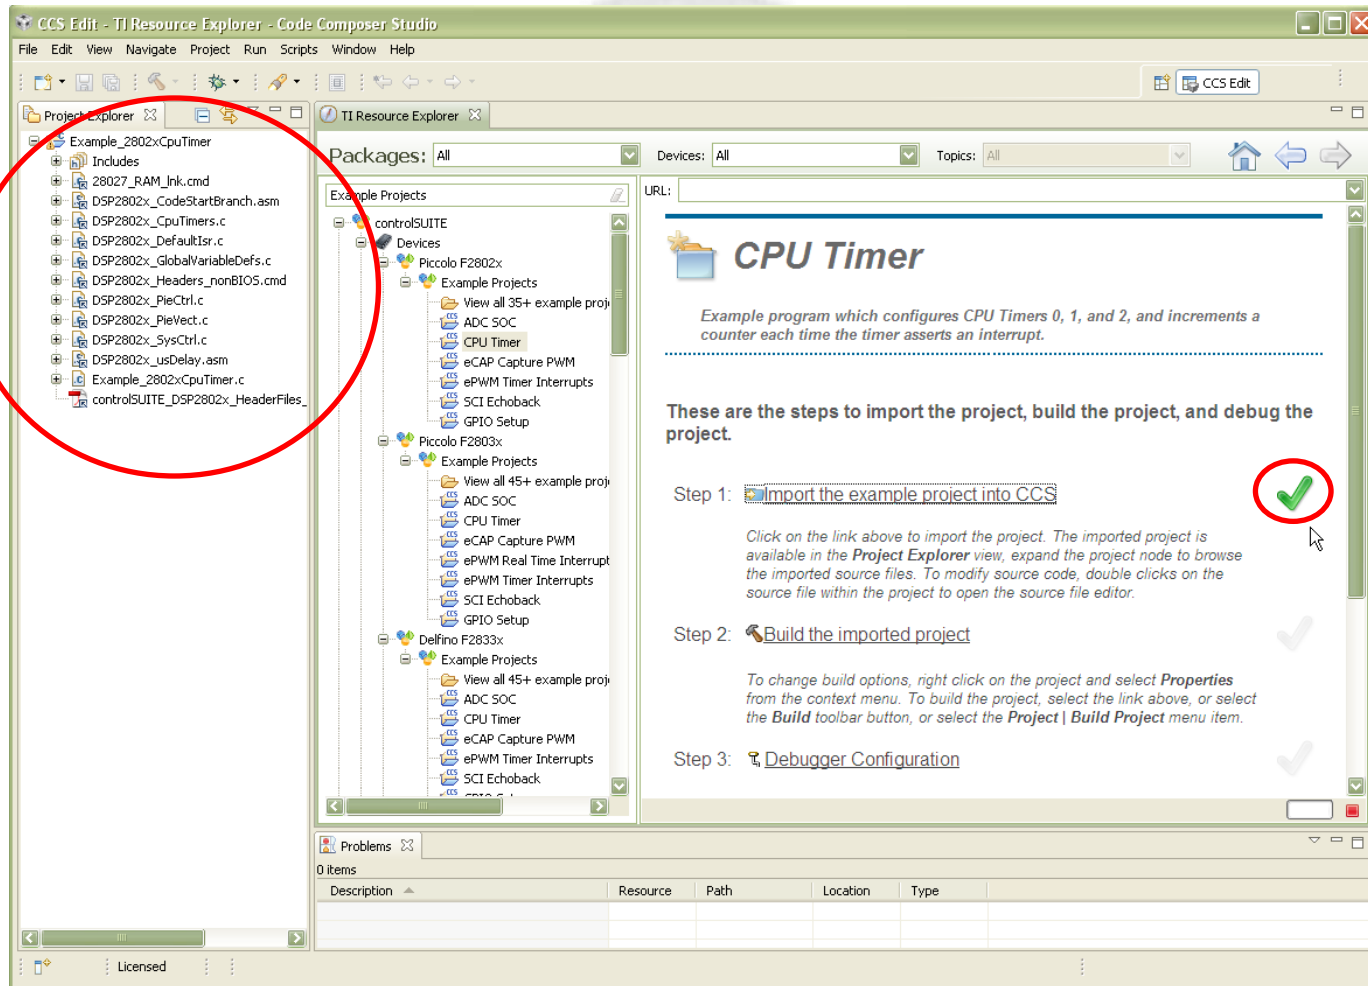 CCS Edit - TI Resource Explorer - Code Composer Studio
File Edit View Navigate Project Run Scripts Window Help
CCS Edit
Project Explorer
Example_2802xCpuTimer
Includes
28027_RAM_lnk.cmd
DSP2802x_CodeStartBranch.asm
DSP2802x_CpuTimers.c
DSP2802x_DefaultIsr.c
DSP2802x_GlobalVariableDefs.c
DSP2802x_Headers_nonBIOS.cmd
DSP2802x_PieCtrl.c
DSP2802x_PieVect.c
DSP2802x_SysCtrl.c
DSP2802x_usDelay.asm
Example_2802xCpuTimer.c
controlSUITE_DSP2802x_HeaderFiles_
TI Resource Explorer
Packages: All Devices: All Topics: All
Example Projects
controlSUITE
Devices
Piccolo F2802x
Example Projects
View all 35+ example proj
ADC SOC
CPU Timer
eCAP Capture PWM
ePWM Timer Interrupts
SCI Echoback
GPIO Setup
Piccolo F2803x
Example Projects
View all 45+ example proj
ADC SOC
CPU Timer
eCAP Capture PWM
ePWM Real Time Interrupt
ePWM Timer Interrupts
SCI Echoback
GPIO Setup
Delfino F2833x
Example Projects
View all 45+ example proj
ADC SOC
CPU Timer
eCAP Capture PWM
ePWM Timer Interrupts
SCI Echoback
URL:
CPU Timer
Example program which configures CPU Timers 0, 1, and 2, and increments a
counter each time the timer asserts an interrupt.
These are the steps to import the project, build the project, and debug the
project.
Step 1: Import the example project into CCS
Click on the link above to import the project. The imported project is
available in the Project Explorer view, expand the project node to browse
the imported source files. To modify source code, double clicks on the
source file within the project to open the source file editor.
Step 2: Build the imported project
To change build options, right click on the project and select Properties
from the context menu. To build the project, select the link above, or select
the Build toolbar button, or select the Project | Build Project menu item.
Step 3: Debugger Configuration
Problems
0 items
Description Resource Path Location Type
Licensed